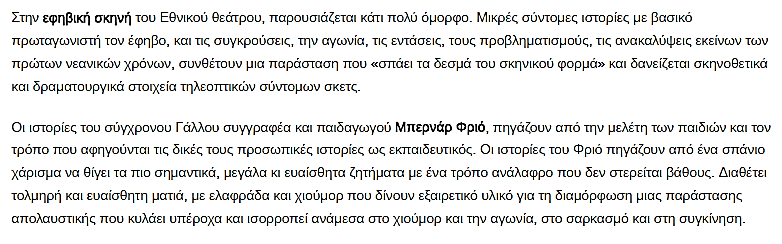 Στην εφηβική σκηνή του Εθνικού θεάτρου, παρουσιάζεται κάτι πολύ όμορφο. Μικρές σύντομες ιστορίες με βασικό
πρωταγωνιστή τον έφηβο, και τις συγκρούσεις, την αγωνία, τις εντάσεις, τους προβληματισμούς, τις ανακαλύψεις εκείνων των
πρώτων νεανικών χρόνων, συνθέτουν μια παράσταση που «σπάει τα δεσμά του σκηνικού φορμά» και δανείζεται σκηνοθετικά
και δραματουργικά στοιχεία τηλεοπτικών σύντομων σκετς.
Οι ιστορίες του σύγχρονου Γάλλου συγγραφέα και παιδαγωγού Μπερνάρ Φριό, πηγάζουν από την μελέτη των παιδιών και τον
τρόπο που αφηγούνται τις δικές τους προσωπικές ιστορίες ως εκπαιδευτικός. Οι ιστορίες του Φριό πηγάζουν από ένα σπάνιο
χάρισμα να θίγει τα πιο σημαντικά, μεγάλα κι ευαίσθητα ζητήματα με ένα τρόπο ανάλαφρο που δεν στερείται βάθους. Διαθέτει
τολμηρή και ευαίσθητη ματιά, με ελαφράδα και χιούμορ που δίνουν εξαιρετικό υλικό για τη διαμόρφωση μιας παράστασης
απολαυστικής που κυλάει υπέροχα και ισορροπεί ανάμεσα στο χιούμορ και την αγωνία, στο σαρκασμό και στη συγκίνηση.